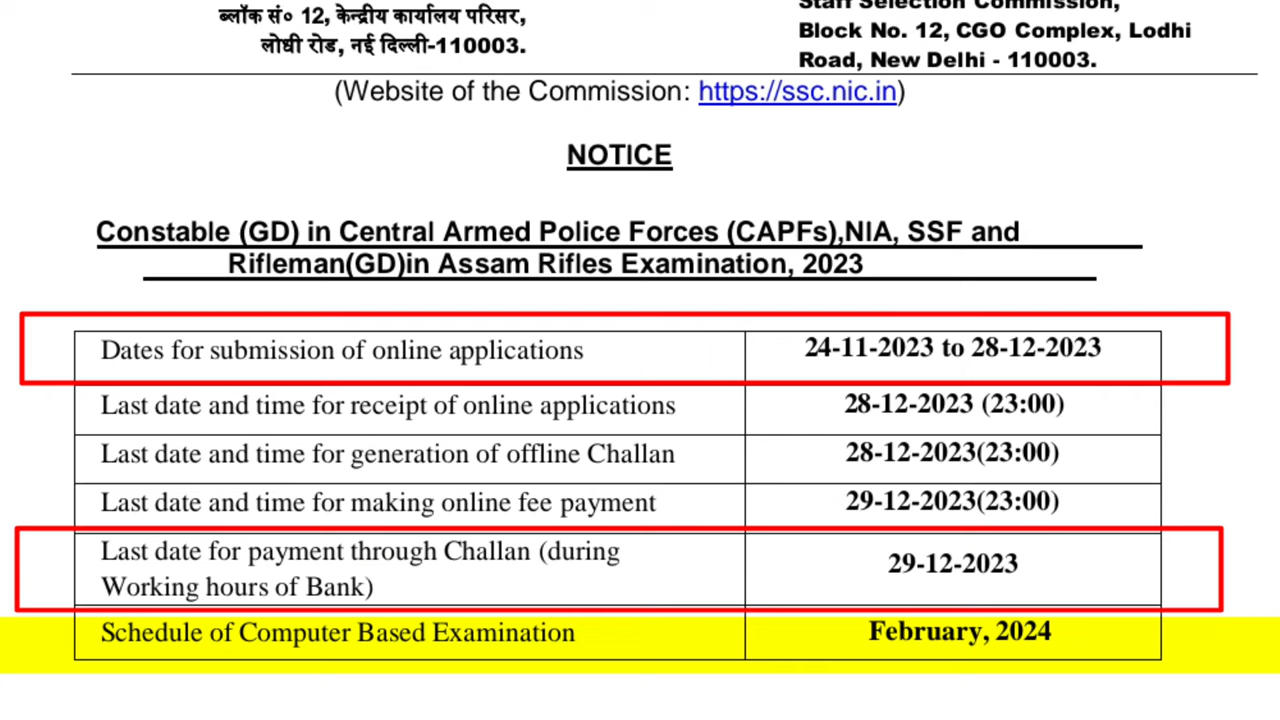 ब्लॉक सं० 12, केन्द्रीय कार्यालय परिसर,
लोधी रोड, नई दिल्ली-110003.
Staff Selection Commission,
Block No. 12, CGO Complex, Lodhi
Road, New Delhi - 110003.
(Website of the Commission: https://ssc.nic.in)
NOTICE
Constable (GD) in Central Armed Police Forces (CAPFs),NIA, SSF and
Rifleman(GD)in Assam Rifles Examination, 2023
Dates for submission of online applications 24-11-2023 to 28-12-2023
Last date and time for receipt of online applications 28-12-2023 (23:00)
Last date and time for generation of offline Challan 28-12-2023(23:00)
Last date and time for making online fee payment 29-12-2023(23:00)
Last date for payment through Challan (during
Working hours of Bank) 29-12-2023
Schedule of Computer Based Examination February, 2024